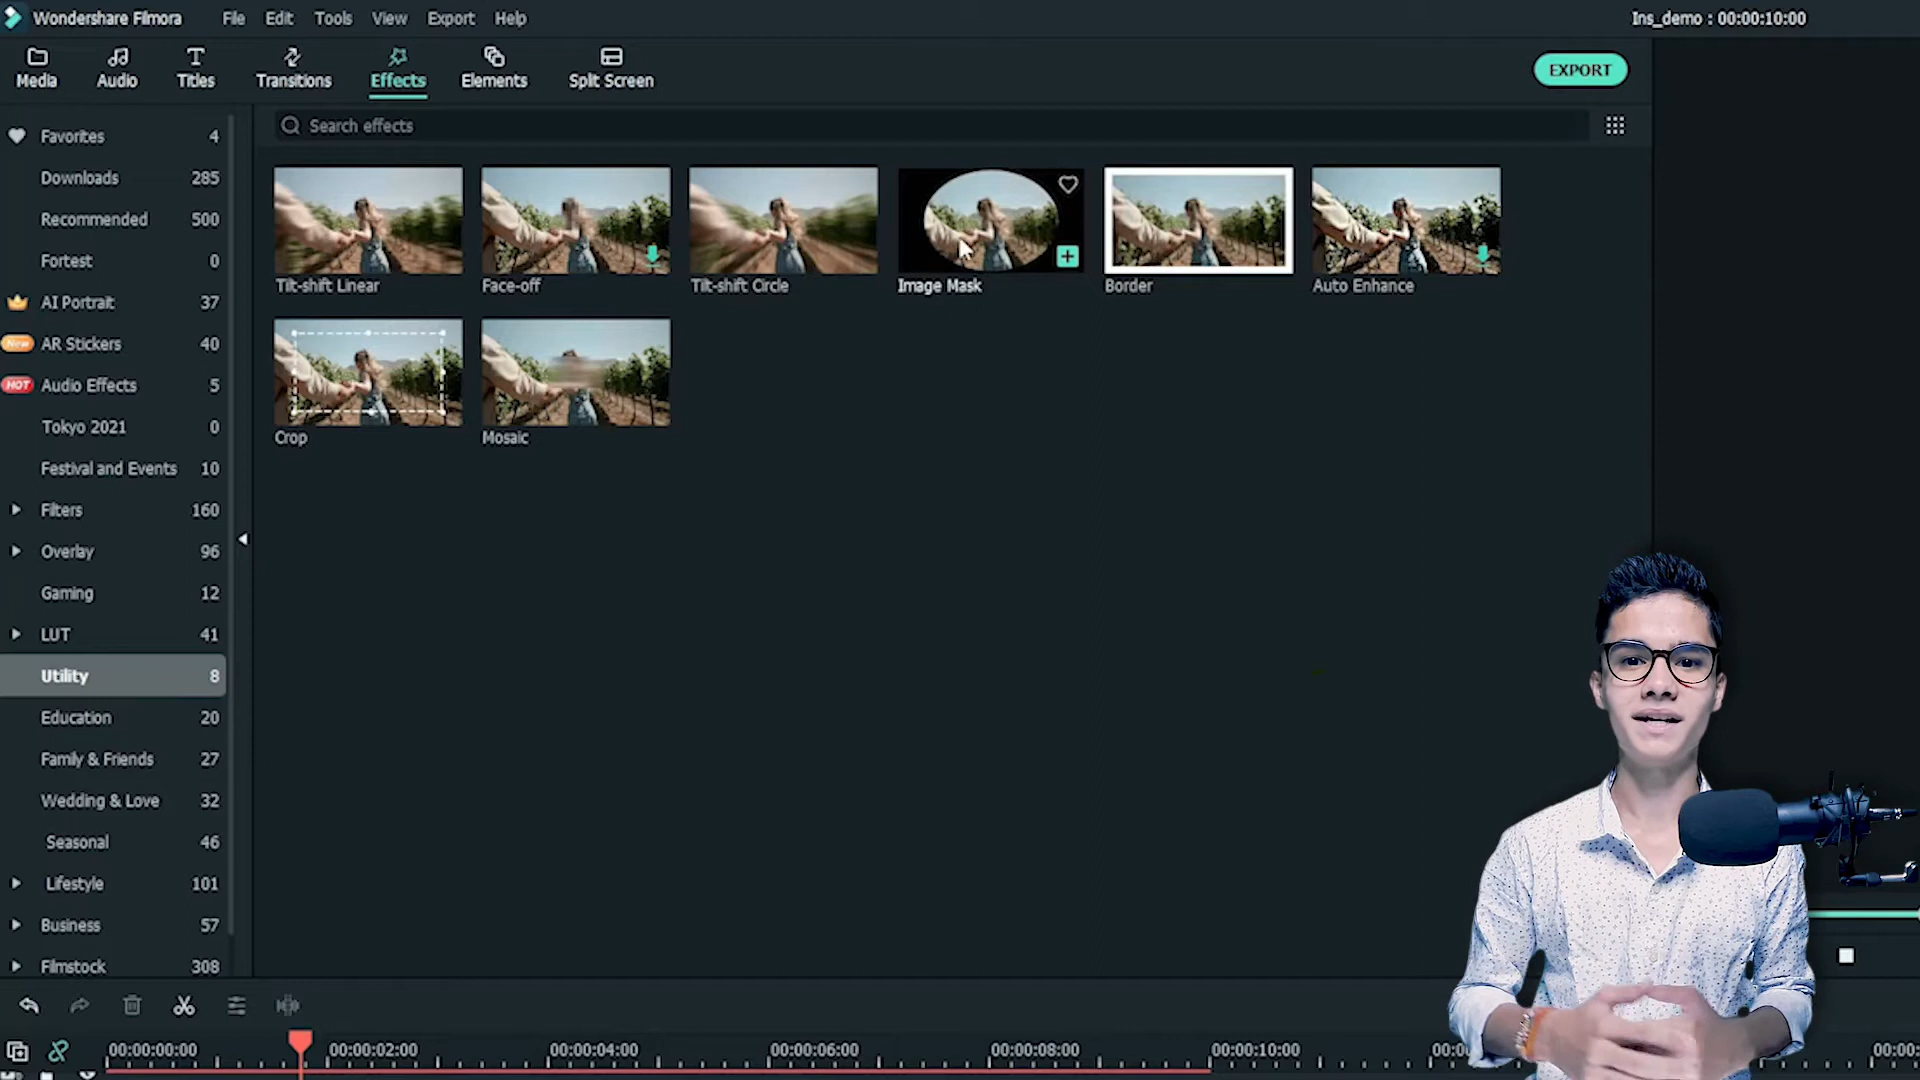 Wondershare Filmora File Edit Tools View Export Help Ins_demo : 00:00:10:00
Media Audio Titles Transitions Effects Elements Split Screen EXPORT
Search effects
Favorites 4
Downloads 285
Recommended 500
Fortest 0
AI Portrait 37
New AR Stickers 40
HOT Audio Effects 5
Tokyo 2021 0
Festival and Events 10
Filters 160
Overlay 96
Gaming 12
LUT 41
Utility 8
Education 20
Family & Friends 27
Wedding & Love 32
Seasonal 46
Lifestyle 101
Business 57
Filmstock 308
Tilt-shift Linear Face-off Tilt-shift Circle Image Mask Border Auto Enhance
Crop Mosaic
00:00:00:00 00:00:02:00 00:00:04:00 00:00:06:00 00:00:08:00 00:00:10:00